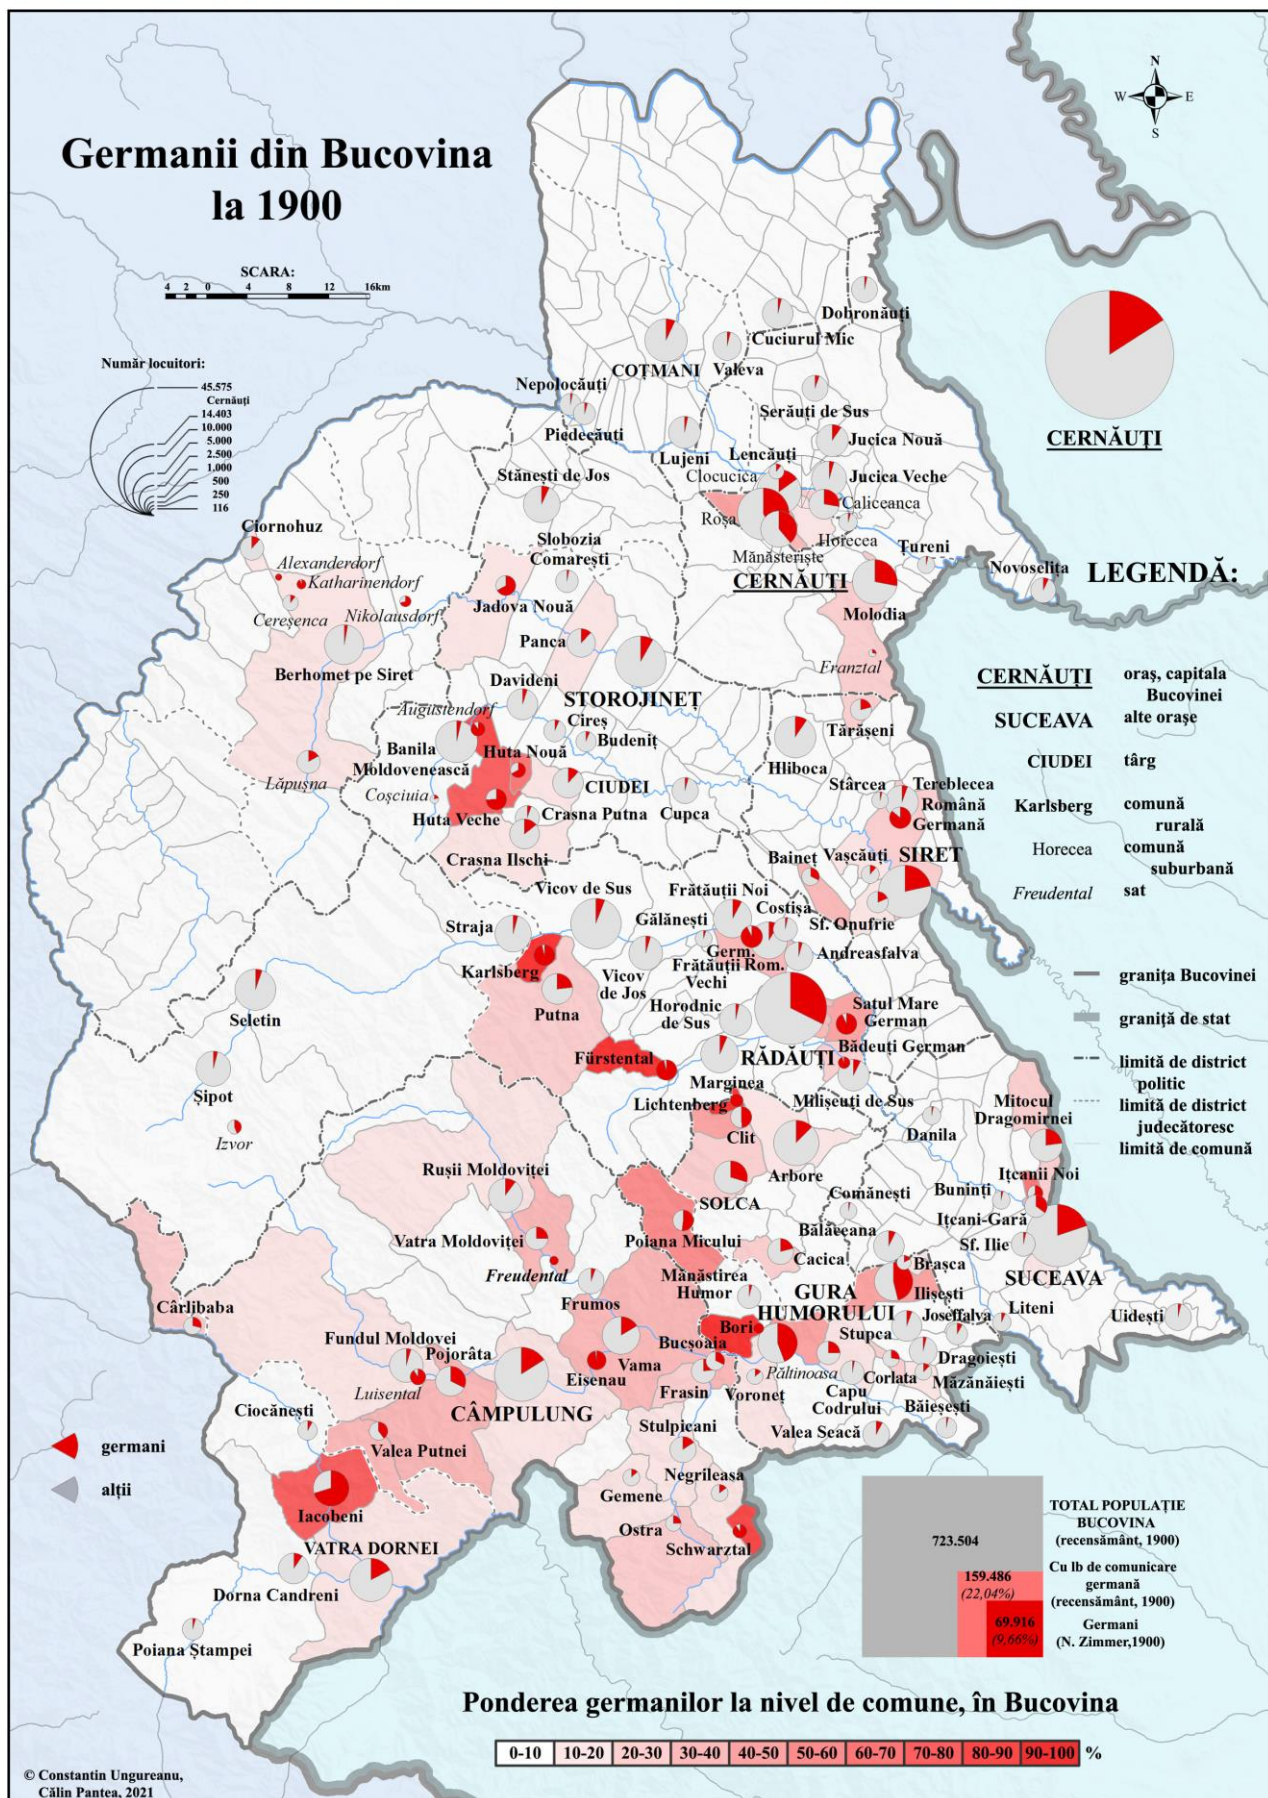 Germanii din Bucovina
la 1900
N
W
E
S
SCARA:
4 2 0 4 8 12 16km
Număr locuitori:
45.575
Cernăuți
14.403
10.000
5.000
2.500
1.000
500
250
116
Dobronăuți
Cuciurul Mic
COȚMANI
Valeva
Nepolocăuți
Piedecăuți
Șerăuți de Sus
CERNĂUȚI
Jucica Nouă
Lujeni
Lencăuți
Clocucica
Jucica Veche
Stănești de Jos
Caliceanca
Roșa
Horecea
Mănăsteriște
CERNĂUȚI
Tureni
Novoselița
Molodia
Franztal
Ciornohuz
Alexanderdorf
Katharinendorf
Cereșenca
Nikolausdorf
Berhomet pe Siret
Slobozia
Comarești
Jadova Nouă
Panca
STOROJINEȚ
Davideni
Augustendorf
Cireș
Budeniț
Banila
Moldovenească
Huta Nouă
Lăpușna
Coșciuia
Huta Veche
CIUDEI
Crasna Putna
Crasna Ilschi
Cupca
Hliboca
Tărășeni
Stârcea
Tereblecea
Română
Germană
SIRET
Vașcăuți
Baineț
Sf. Onufrie
Vicov de Sus
Frătăuții Noi
Costișa
Gălănești
Straja
Karlsberg
Germ.
Andreasfalva
Frătăuții Rom.
Vechi
Vicov
de Jos
Putna
Horodnic
de Sus
Satul Mare
German
Seletin
Fürstental
RĂDĂUȚI
Bădeuți German
Șipot
Marginea
Lichtenberg
Milișeuți de Sus
Izvor
Clit
Arbore
Danila
Mitocul
Dragomirnei
Rușii Moldoviței
SOLCA
Comănești
Buninți
Ițcanii Noi
Ițcani-Gară
Vatra Moldoviței
Poiana Micului
Cacica
Bălăceana
Sf. Ilie
SUCEAVA
Freudental
Mănăstirea
Humor
GURA
HUMORULUI
Brașca
Ilișești
Cârlibaba
Frumos
Bori
Stupca
Joseffalva
Liteni
Uidești
Fundul Moldovei
Pojorâta
Vama
Bucșoaia
Eisenau
Păltinoasa
Dragoiești
Luisental
Frasin
Voroneț
Corlata
Măzănăiești
CÂMPULUNG
Capu
Codrului
Băișești
Ciocănești
Valea Putnei
Stulpicani
Valea Seacă
Negrileasa
Gemene
Iacobeni
Ostra
Schwarztal
VATRA DORNEI
Dorna Candreni
Poiana Ștampei
LEGENDĂ:
CERNĂUȚI oraș, capitala
Bucovinei
SUCEAVA alte orașe
CIUDEI târg
Karlsberg comună
rurală
Horecea comună
suburbană
Freudental sat
granița Bucovinei
graniță de stat
limită de district
politic
limită de district
judecătoresc
limită de comună
germani
alții
723.504
159.486
(22,04%)
69.916
(9,66%)
TOTAL POPULAȚIE
BUCOVINA
(recensământ, 1900)
Cu lb de comunicare
germană
(recensământ, 1900)
Germani
(N. Zimmer,1900)
Ponderea germanilor la nivel de comune, în Bucovina
0-10 10-20 20-30 30-40 40-50 50-60 60-70 70-80 80-90 90-100 %
© Constantin Ungureanu,
Călin Pantea, 2021